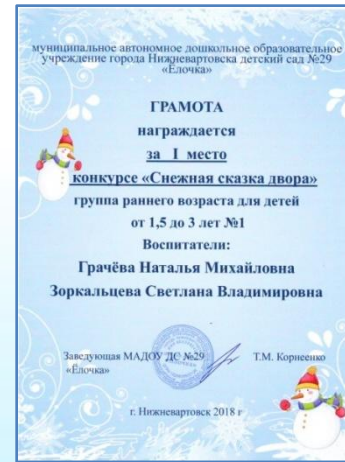 муниципальное автономное дошкольное образовательное
учреждение города Нижневартовска детский сад №29
«Ёлочка»
ГРАМОТА
награждается
за I место
конкурсе «Снежная сказка двора»
группа раннего возраста для детей
от 1,5 до 3 лет №1
Воспитатели:
Грачёва Наталья Михайловна
Зоркальцева Светлана Владимировна
Заведующая МАДОУ ДС №29 Т.М. Корнеенко
«Ёлочка»
г. Нижневартовск 2018 г